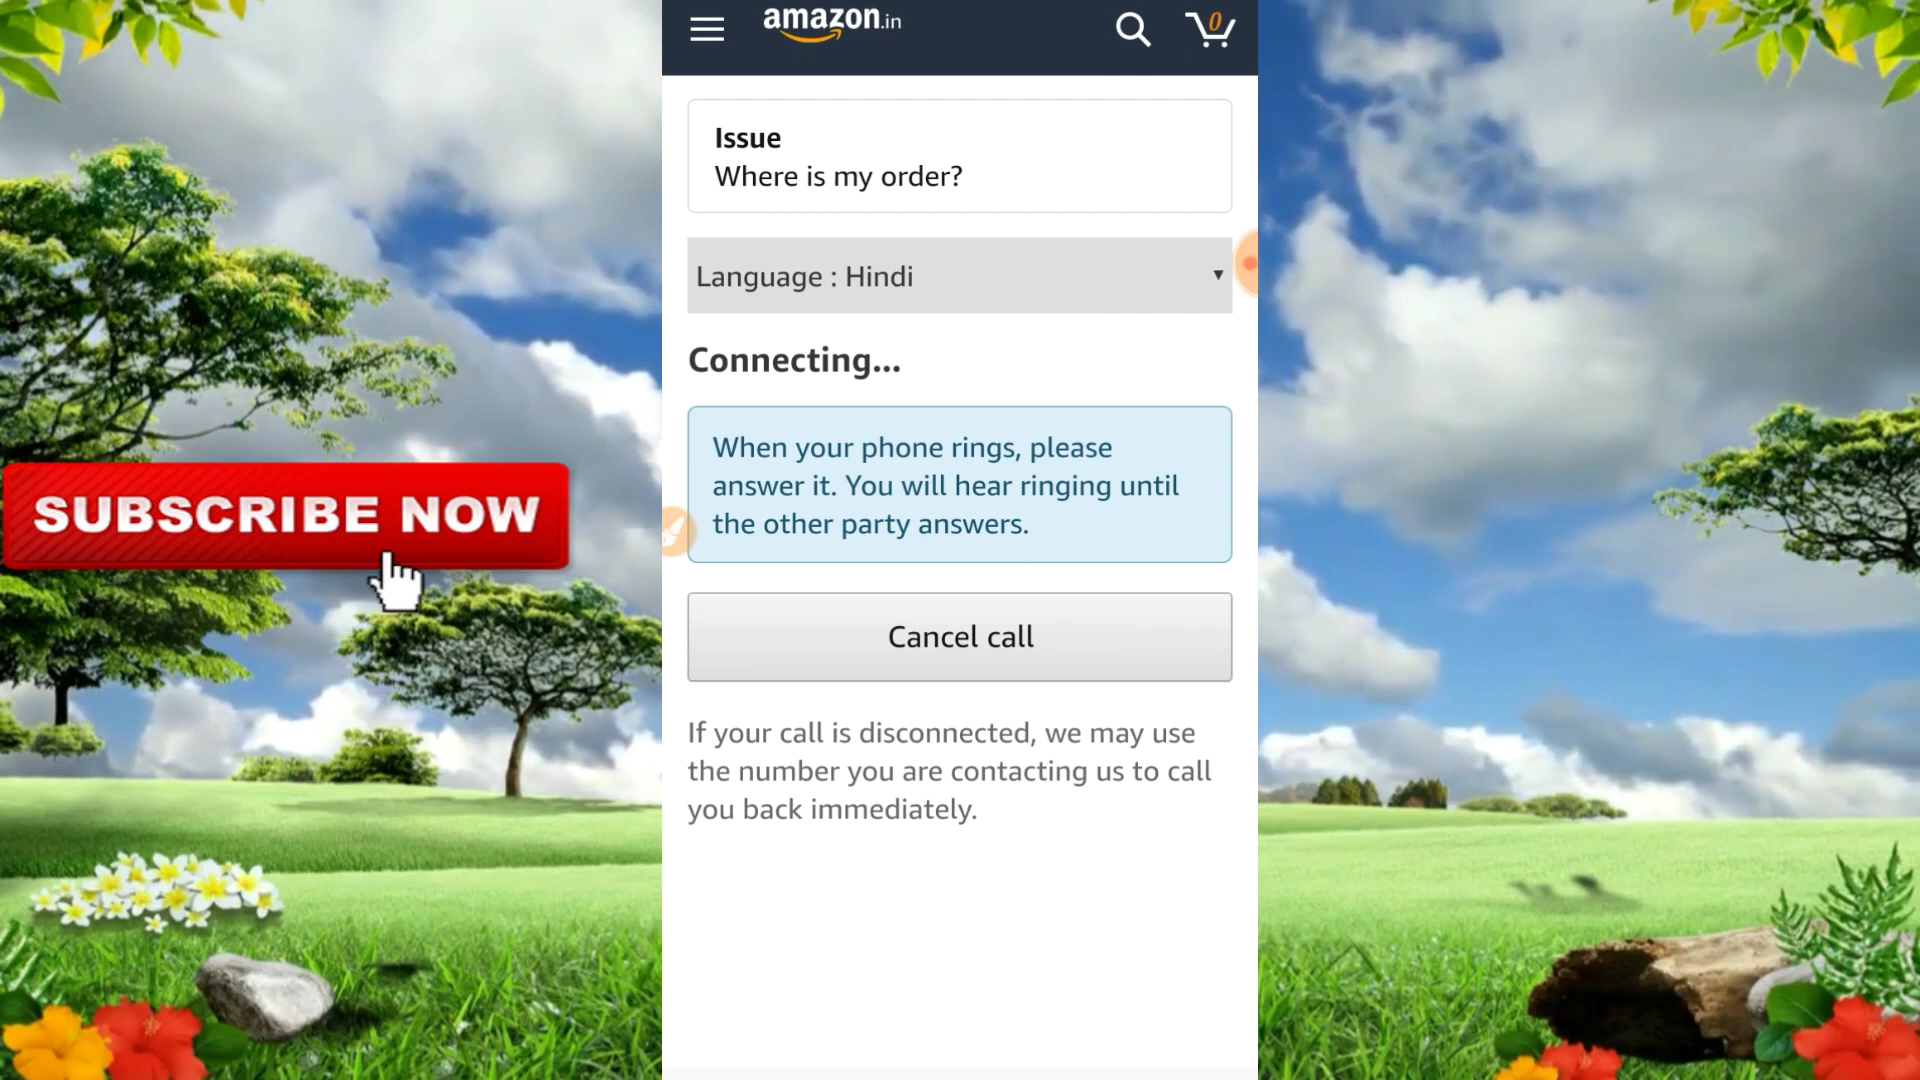 amazon.in
0
Issue
Where is my order?
Language : Hindi
Connecting...
When your phone rings, please
answer it. You will hear ringing until
the other party answers.
SUBSCRIBE NOW
Cancel call
If your call is disconnected, we may use
the number you are contacting us to call
you back immediately.